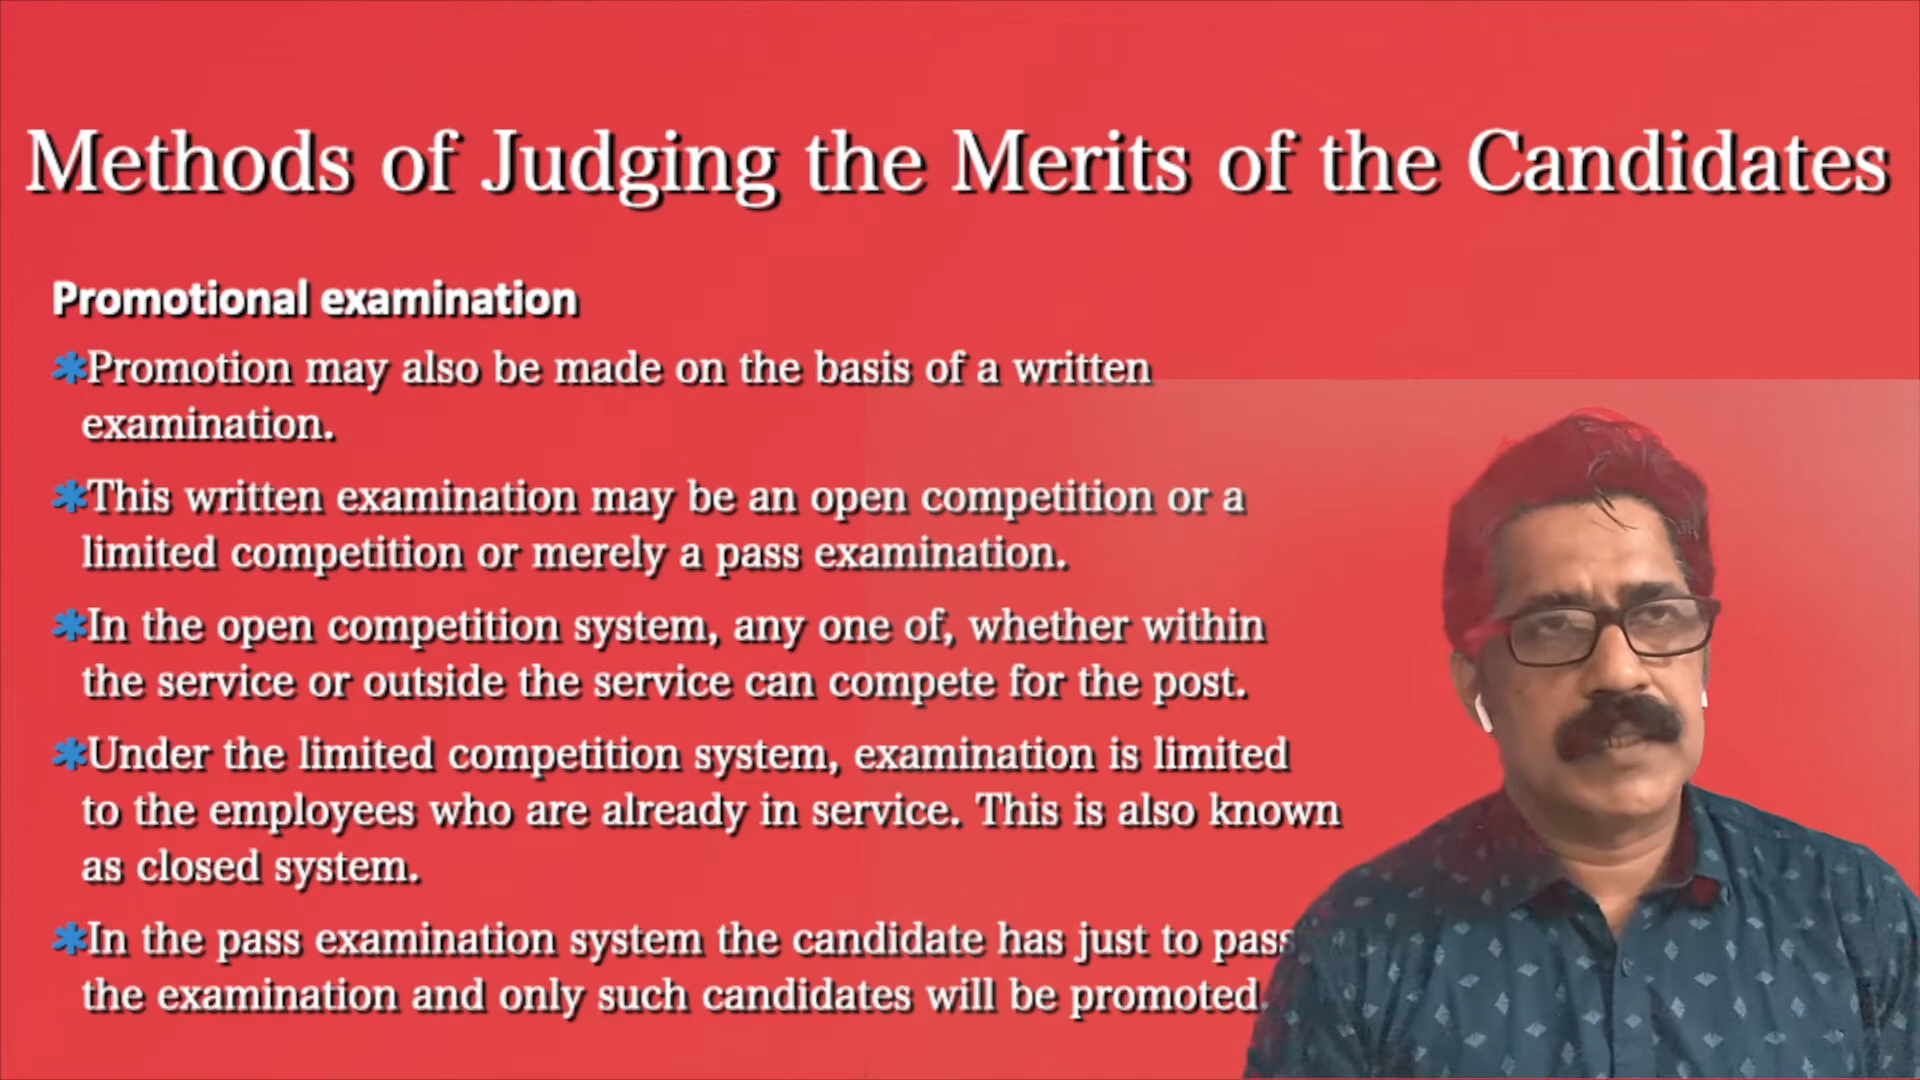 Methods of Judging the Merits of the Candidates
Promotional examination
*Promotion may also be made on the basis of a written
examination.
*This written examination may be an open competition or a
limited competition or merely a pass examination.
*In the open competition system, any one of, whether within
the service or outside the service can compete for the post.
*Under the limited competition system, examination is limited
to the employees who are already in service. This is also known
as closed system.
*In the pass examination system the candidate has just to pass
the examination and only such candidates will be promoted.